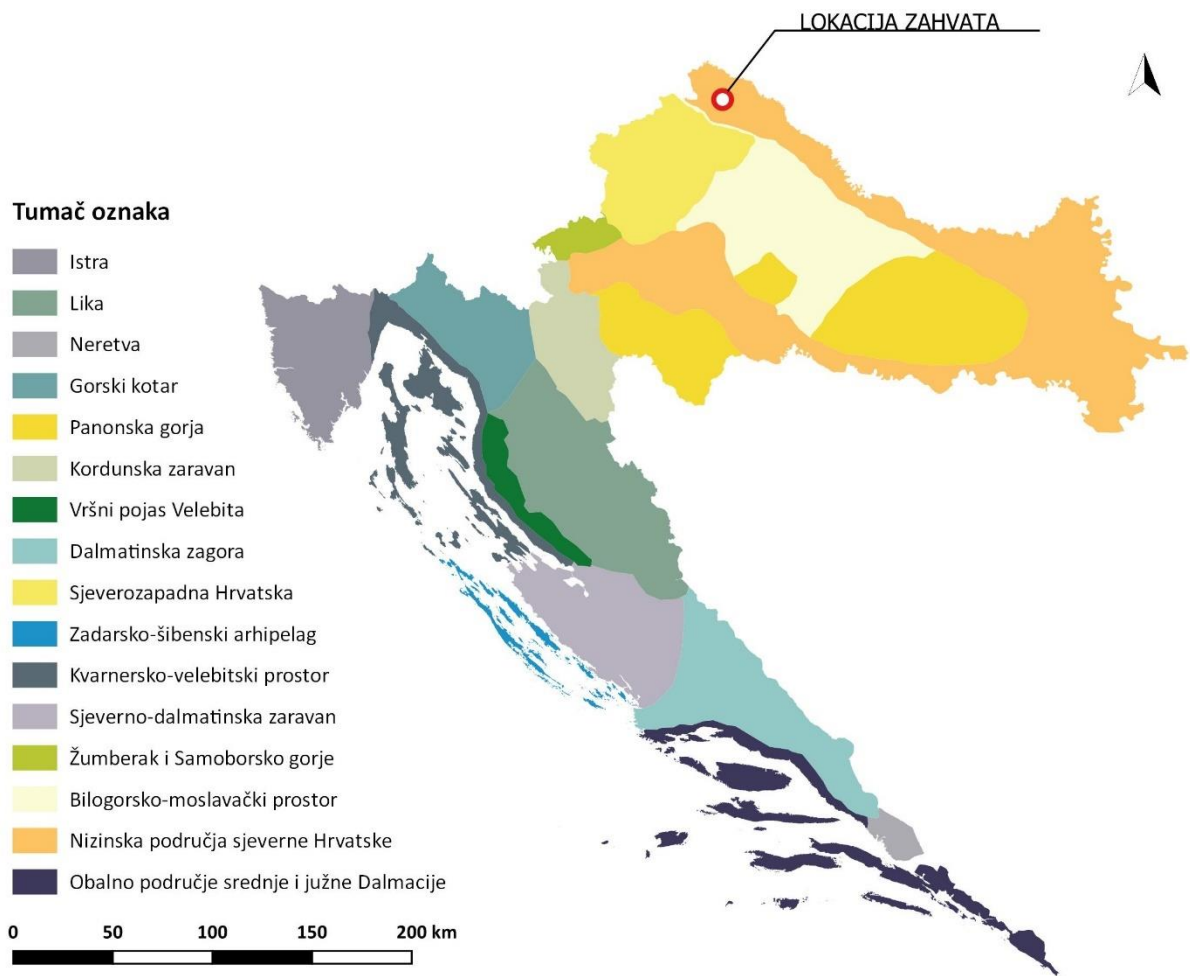 LOKACIJA ZAHVATA
Tumač oznaka
Istra
Lika
Neretva
Gorski kotar
Panonska gorja
Kordunska zaravan
Vršni pojas Velebita
Dalmatinska zagora
Sjeverozapadna Hrvatska
Zadarsko-šibenski arhipelag
Kvarnersko-velebitski prostor
Sjeverno-dalmatinska zaravan
Žumberak i Samoborsko gorje
Bilogorsko-moslavački prostor
Nizinska područja sjeverne Hrvatske
Obalno područje srednje i južne Dalmacije
0 50 100 150 200 km